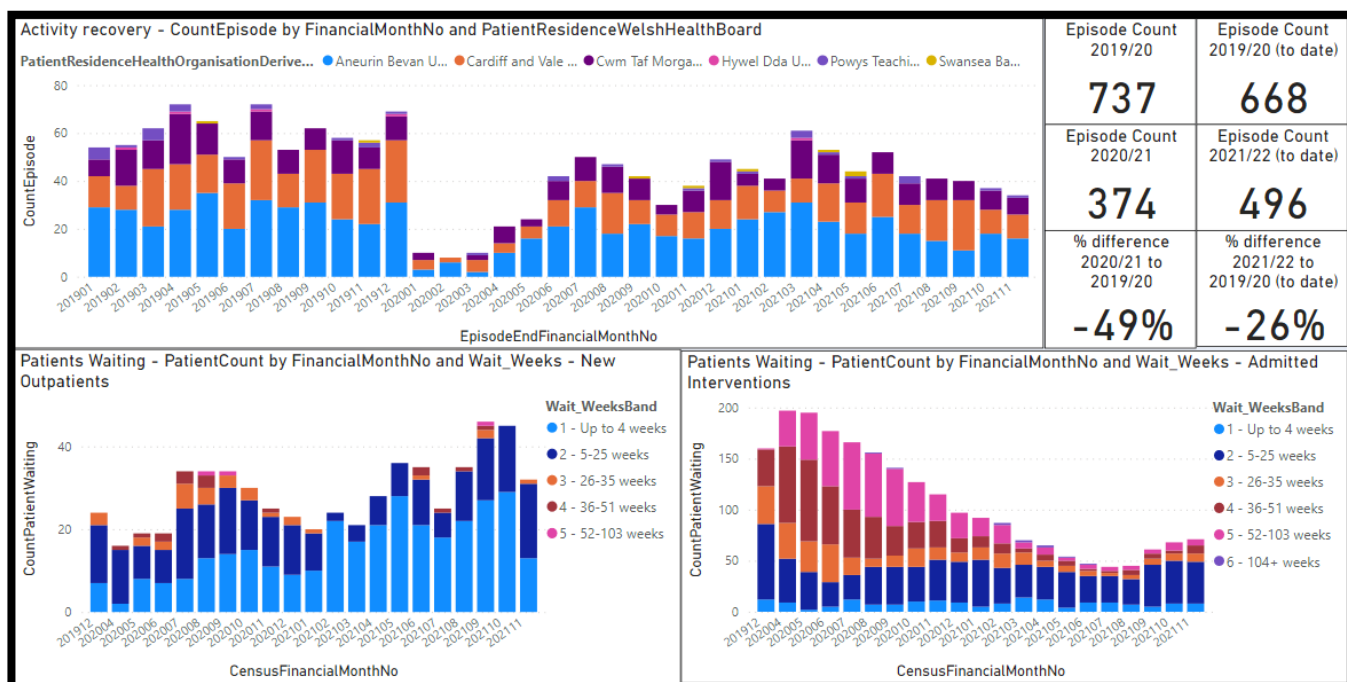 Activity recovery - CountEpisode by FinancialMonthNo and PatientResidenceWelshHealthBoard
PatientResidenceHealthOrganisationDerive... Aneurin Bevan U... Cardiff and Vale ... Cwm Taf Morga... Hywel Dda U... Powys Teachi... Swansea Ba...
80
60
40
20
0
CountEpisode
201901 201902 201903 201904 201905 201906 201907 201908 201909 201910 201911 201912 202001 202002 202003 202004 202005 202006 202007 202008 202009 202010 202011 202012 202101 202102 202103 202104 202105 202106 202107 202108 202109 202110 202111
EpisodeEndFinancialMonthNo
Episode Count
2019/20
737
Episode Count
2019/20 (to date)
668
Episode Count
2020/21
374
Episode Count
2021/22 (to date)
496
% difference
2020/21 to
2019/20
-49%
% difference
2021/22 to
2019/20 (to date)
-26%
Patients Waiting - PatientCount by FinancialMonthNo and Wait_Weeks - New
Outpatients
40
20
0
CountPatientWaiting
201912 202004 202005 202006 202007 202008 202009 202010 202011 202012 202101 202102 202103 202104 202105 202106 202107 202108 202109 202110 202111
CensusFinancialMonthNo
Wait_WeeksBand
1 - Up to 4 weeks
2 - 5-25 weeks
3 - 26-35 weeks
4 - 36-51 weeks
5 - 52-103 weeks
Patients Waiting - PatientCount by FinancialMonthNo and Wait_Weeks - Admitted
Interventions
200
150
100
50
0
CountPatientWaiting
201912 202004 202005 202006 202007 202008 202009 202010 202011 202012 202101 202102 202103 202104 202105 202106 202107 202108 202109 202110 202111
CensusFinancialMonthNo
Wait_WeeksBand
1 - Up to 4 weeks
2 - 5-25 weeks
3 - 26-35 weeks
4 - 36-51 weeks
5 - 52-103 weeks
6 - 104+ weeks